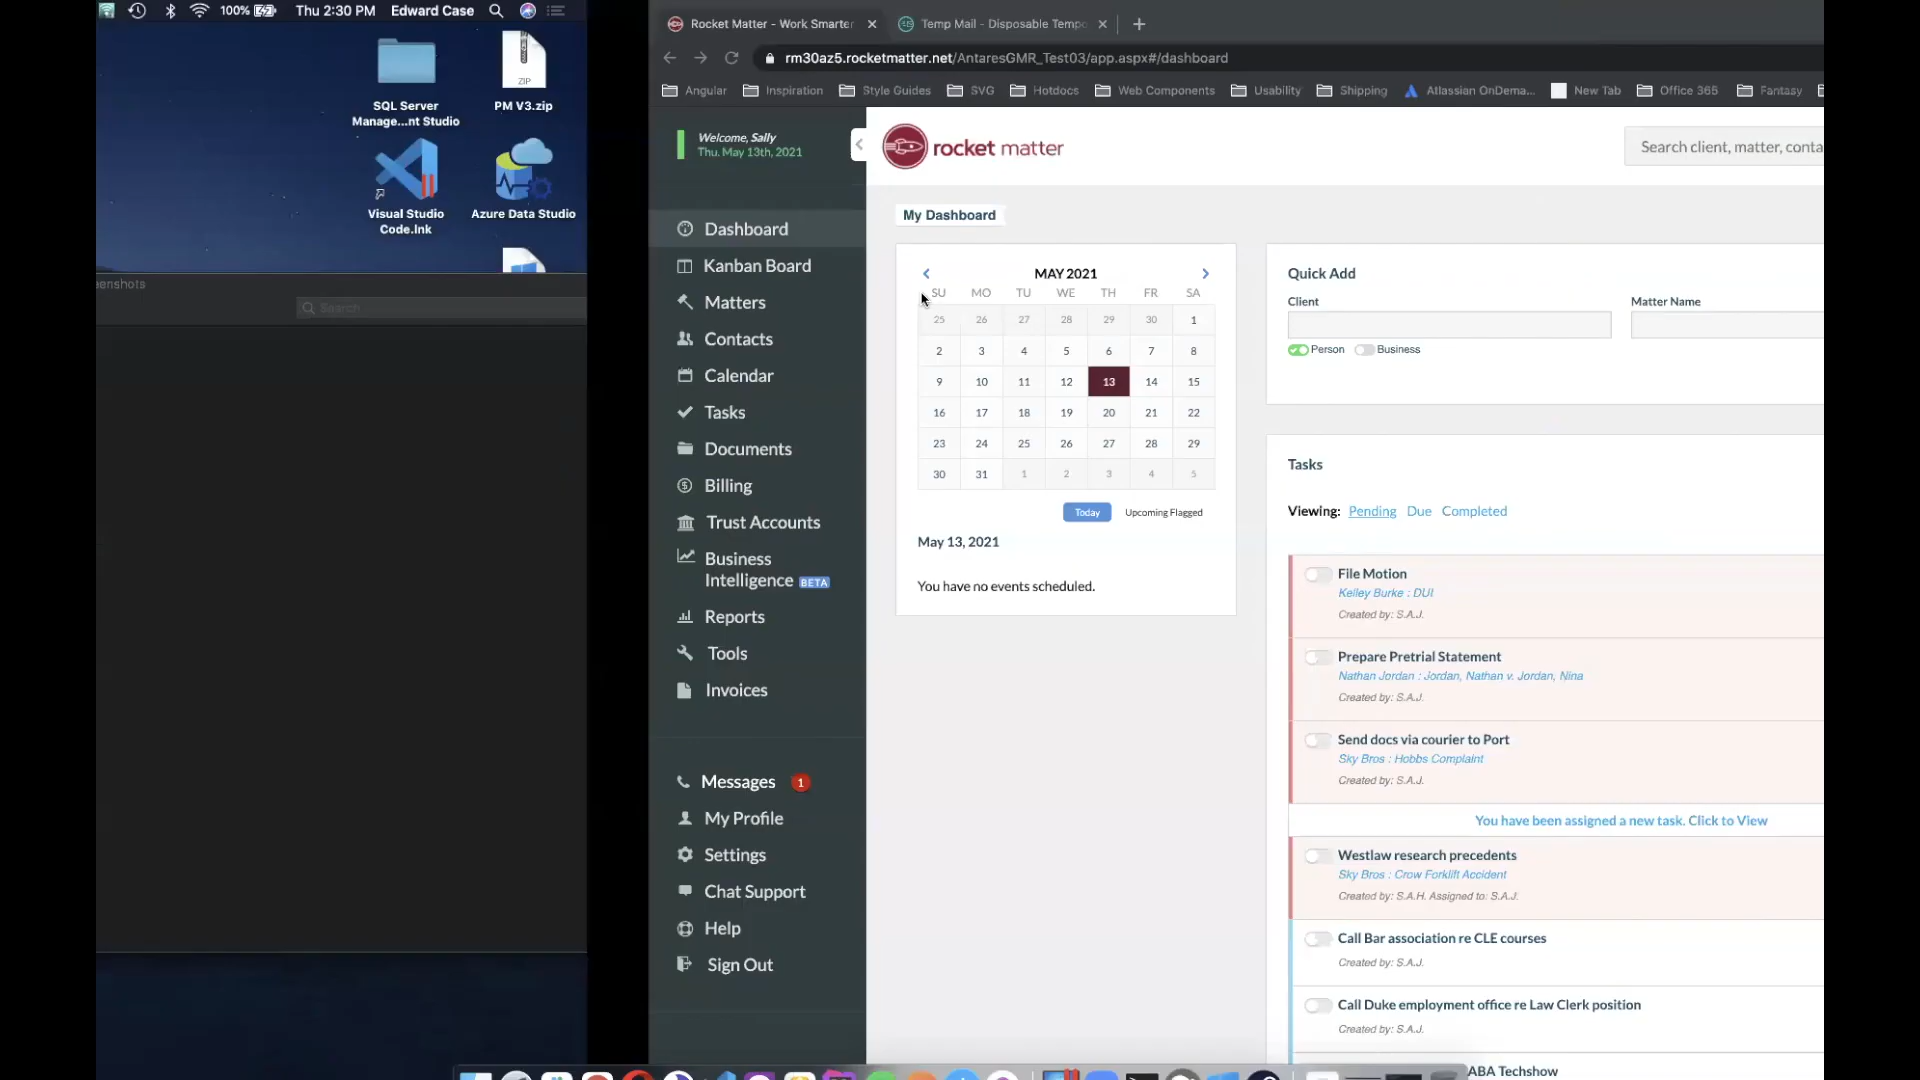 100% Thu 2:30 PM Edward Case
SQL Server
Manage...nt Studio
PM V3.zip
ZIP
Visual Studio
Code.lnk
Azure Data Studio
eenshots
Search
Rocket Matter - Work Smarter
Temp Mail - Disposable Tempo
rm30az5.rocketmatter.net/AntaresGMR_Test03/app.aspx#/dashboard
Angular Inspiration Style Guides SVG Hotdocs Web Components Usability Shipping Atlassian OnDema... New Tab Office 365 Fantasy
Welcome, Sally
Thu. May 13th, 2021
rocket matter
Search client, matter, conta
Dashboard
Kanban Board
Matters
Contacts
Calendar
Tasks
Documents
Billing
Trust Accounts
Business
Intelligence BETA
Reports
Tools
Invoices
Messages 1
My Profile
Settings
Chat Support
Help
Sign Out
My Dashboard
MAY 2021
SU MO TU WE TH FR SA
25 26 27 28 29 30 1
2 3 4 5 6 7 8
9 10 11 12 13 14 15
16 17 18 19 20 21 22
23 24 25 26 27 28 29
30 31 1 2 3 4 5
Today Upcoming Flagged
May 13, 2021
You have no events scheduled.
Quick Add
Client
Matter Name
Person Business
Tasks
Viewing: Pending Due Completed
File Motion
Kelley Burke : DUI
Created by: S.A.J.
Prepare Pretrial Statement
Nathan Jordan : Jordan, Nathan v. Jordan, Nina
Created by: S.A.J.
Send docs via courier to Port
Sky Bros : Hobbs Complaint
Created by: S.A.J.
You have been assigned a new task. Click to View
Westlaw research precedents
Sky Bros : Crow Forklift Accident
Created by: S.A.H. Assigned to: S.A.J.
Call Bar association re CLE courses
Created by: S.A.J.
Call Duke employment office re Law Clerk position
Created by: S.A.J.
ABA Techshow